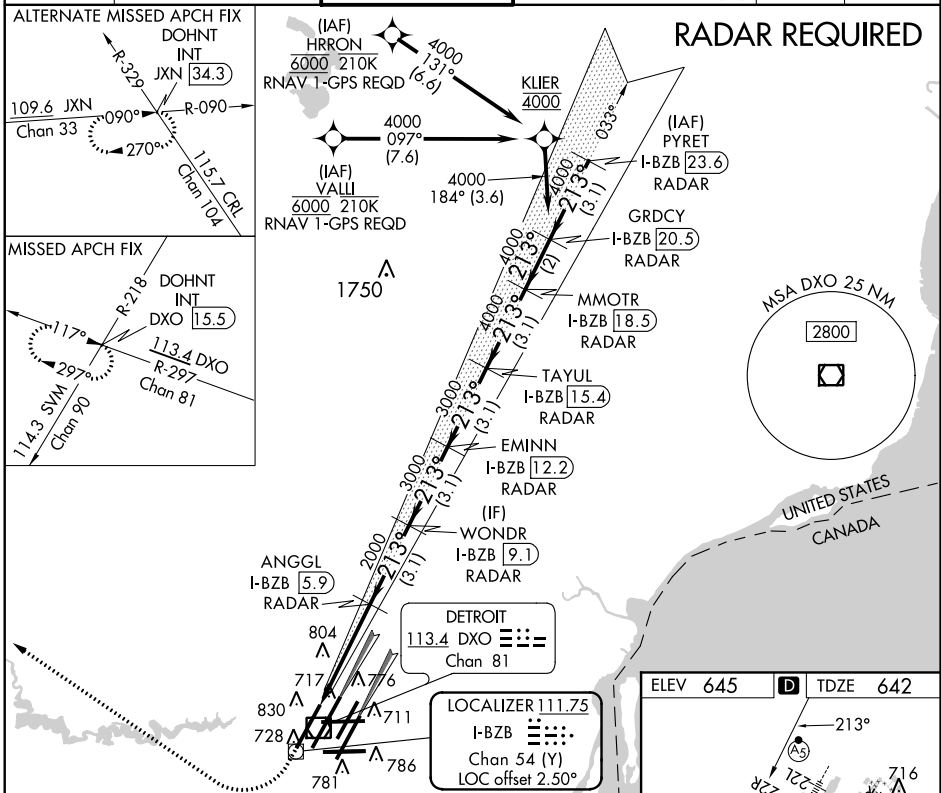 ALTERNATE MISSED APCH FIX
DOHNT
INT
JXN 34.3
R-329
109.6 JXN
Chan 33
090°
R-090
270°
115.7 CRL
Chan 104
MISSED APCH FIX
DOHNT
INT
DXO 15.5
R-218
117°
297°
113.4 DXO
R-297
Chan 81
114.3 SVM
Chan 90
RADAR REQUIRED
(IAF)
HRRON
6000 210K
RNAV 1-GPS REQD
4000
131°
(6.6)
KLIER
4000
4000
097°
(7.6)
(IAF)
VALLI
6000 210K
RNAV 1-GPS REQD
4000
184° (3.6)
033°
(IAF)
PYRET
I-BZB 23.6
RADAR
4000
213°
(3.1)
GRDCY
I-BZB 20.5
RADAR
4000
213°
(2)
MMOTR
I-BZB 18.5
RADAR
4000
213°
(3.1)
TAYUL
I-BZB 15.4
RADAR
3000
213°
(3.1)
EMINN
I-BZB 12.2
RADAR
3000
213°
(3.1)
(IF)
WONDR
I-BZB 9.1
RADAR
2000
213°
(3.1)
ANGGL
I-BZB 5.9
RADAR
1750
MSA DXO 25 NM
2800
UNITED STATES
CANADA
804
717
776
830
711
728
786
781
DETROIT
113.4 DXO
Chan 81
LOCALIZER 111.75
I-BZB
Chan 54 (Y)
LOC offset 2.50°
ELEV 645
D
TDZE 642
213°
A5
22R
22L
716